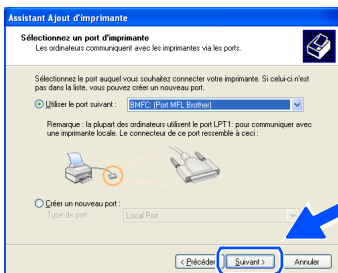 Assistant Ajout d'imprimante
Sélectionnez un port d'imprimante
Les ordinateurs communiquent avec les imprimantes via les ports.
Sélectionnez le port auquel vous souhaitez connecter votre imprimante. Si celui-ci n'est
pas dans la liste, vous pouvez créer un nouveau port.
Utiliser le port suivant :
BMFC: (Port MFL Brother)
Remarque : la plupart des ordinateurs utilisent le port LPT1: pour communiquer avec
une imprimante locale. Le connecteur de ce port ressemble à ceci :
Créer un nouveau port :
Type de port :
Local Port
< Précédent
Suivant >
Annuler